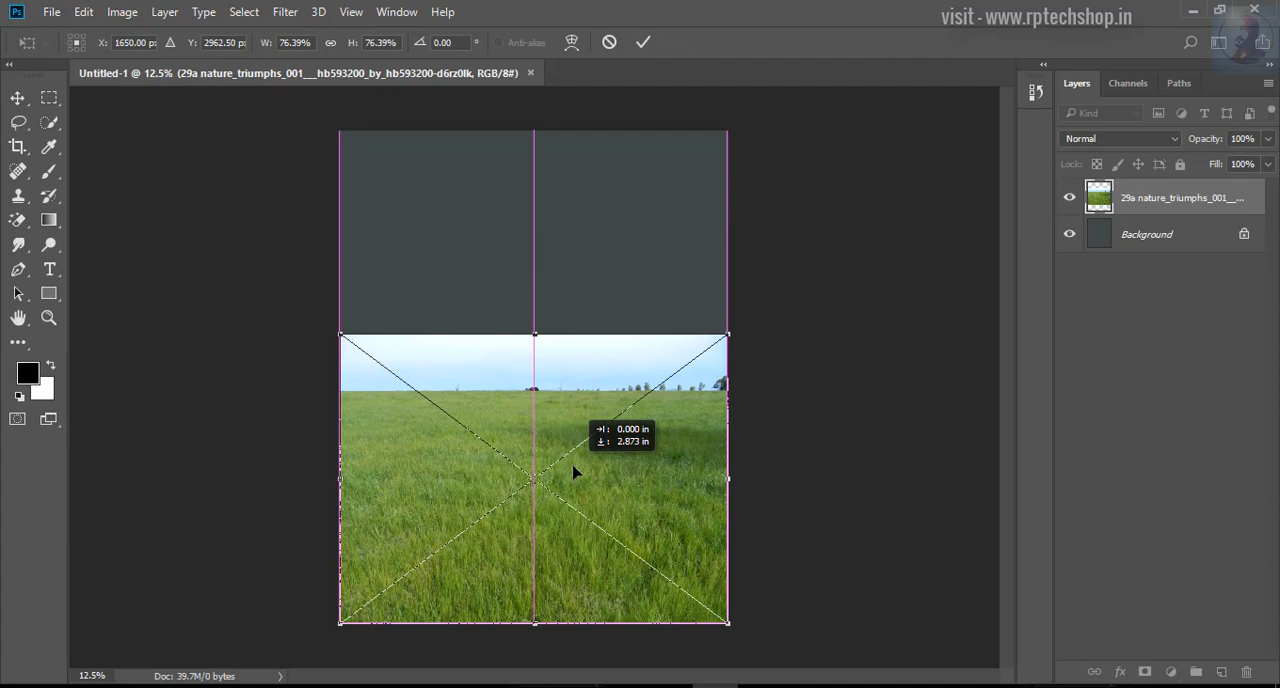 Ps File Edit Image Layer Type Select Filter 3D View Window Help
visit - www.rptechshop.in
X: 1650.00 p: Y: 2962.50 p: W: 76.39% H: 76.39% 0.00 ° Anti-alias
Untitled-1 @ 12.5% (29a nature_triumphs_001__hb593200_by_hb593200-d6rz0lk, RGB/8#) ×
Layers Channels Paths
Kind T
Normal Opacity: 100%
Lock: Fill: 100%
29a nature_triumphs_001__...
Background
T
→|: 0.000 in
↓: 2.873 in
12.5% Doc: 39.7M/0 bytes
fx